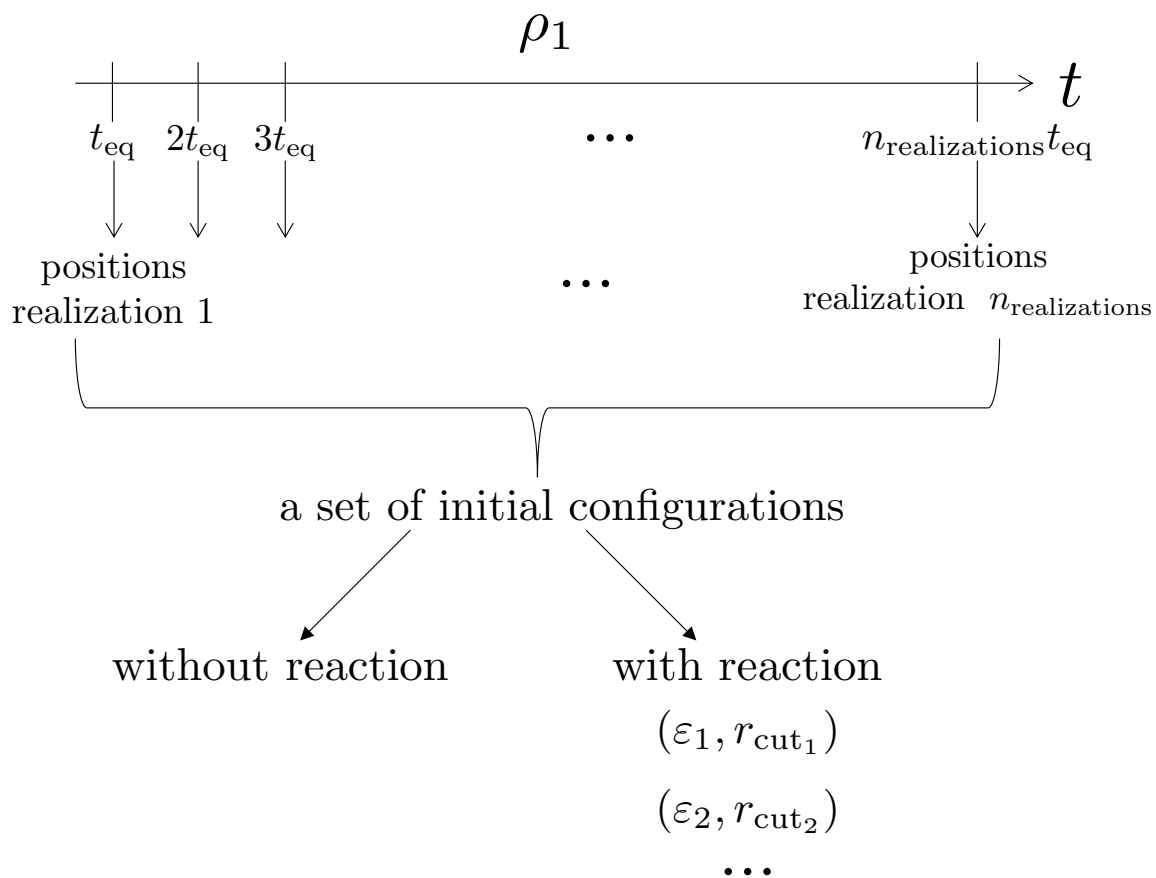 ρ₁
t
t_eq 2t_eq 3t_eq ... n_realizations t_eq
positions
realization 1
...
positions
realization n_realizations
a set of initial configurations
without reaction
with reaction
(ε₁, r_cut₁)
(ε₂, r_cut₂)
...